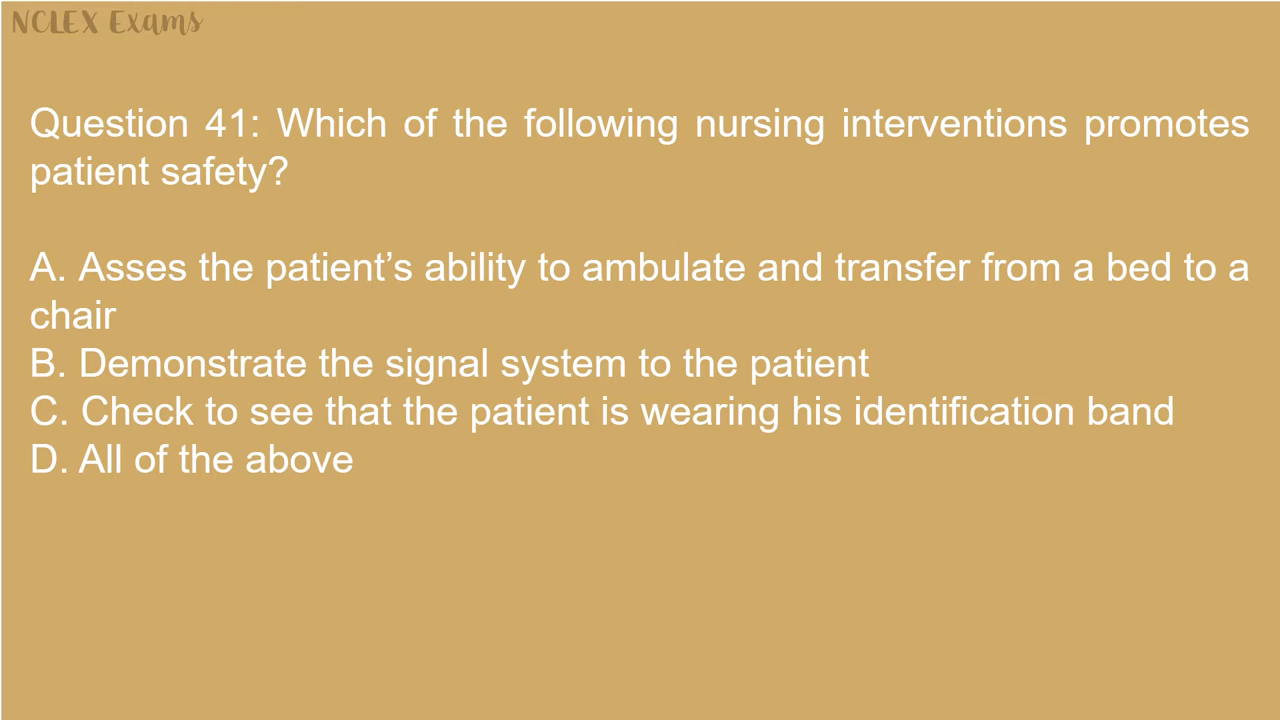 NCLEX Exams
Question 41: Which of the following nursing interventions promotes
patient safety?
A. Asses the patient’s ability to ambulate and transfer from a bed to a
chair
B. Demonstrate the signal system to the patient
C. Check to see that the patient is wearing his identification band
D. All of the above